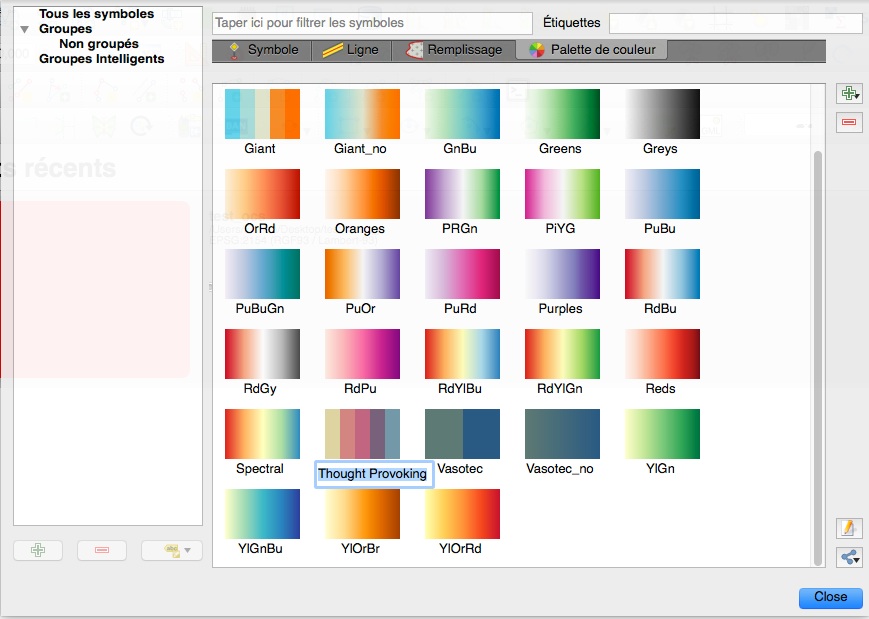 Tous les symboles
Groupes
Non groupés
Groupes Intelligents
Taper ici pour filtrer les symboles
Étiquettes
Symbole
Ligne
Remplissage
Palette de couleur
s récents
Giant
Giant_no
GnBu
Greens
Greys
OrRd
Oranges
PRGn
PiYG
PuBu
PuBuGn
PuOr
PuRd
Purples
RdBu
RdGy
RdPu
RdYlBu
RdYlGn
Reds
Spectral
Thought Provoking
Vasotec
Vasotec_no
YlGn
YlGnBu
YlOrBr
YlOrRd
Close